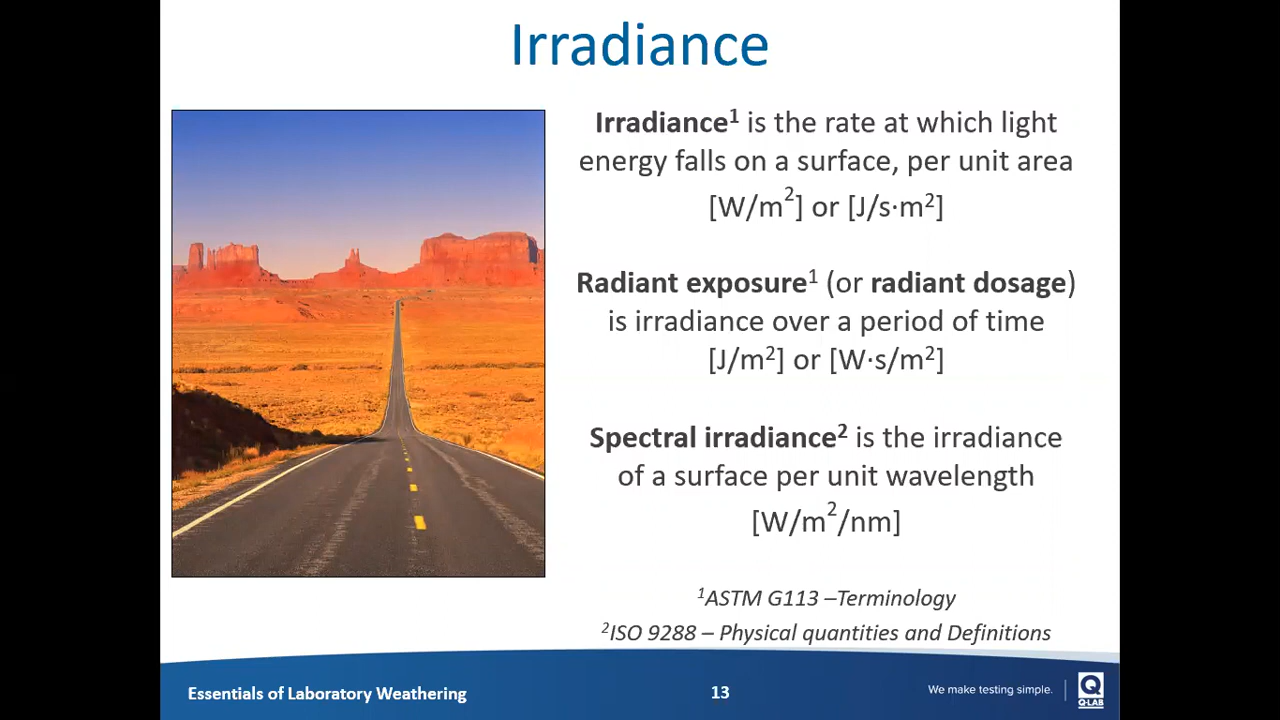 Irradiance
Irradiance¹ is the rate at which light
energy falls on a surface, per unit area
[W/m²] or [J/s·m²]
Radiant exposure¹ (or radiant dosage)
is irradiance over a period of time
[J/m²] or [W·s/m²]
Spectral irradiance² is the irradiance
of a surface per unit wavelength
[W/m²/nm]
¹ASTM G113 –Terminology
²ISO 9288 – Physical quantities and Definitions
Essentials of Laboratory Weathering
13
We make testing simple.
Q
Q-LAB